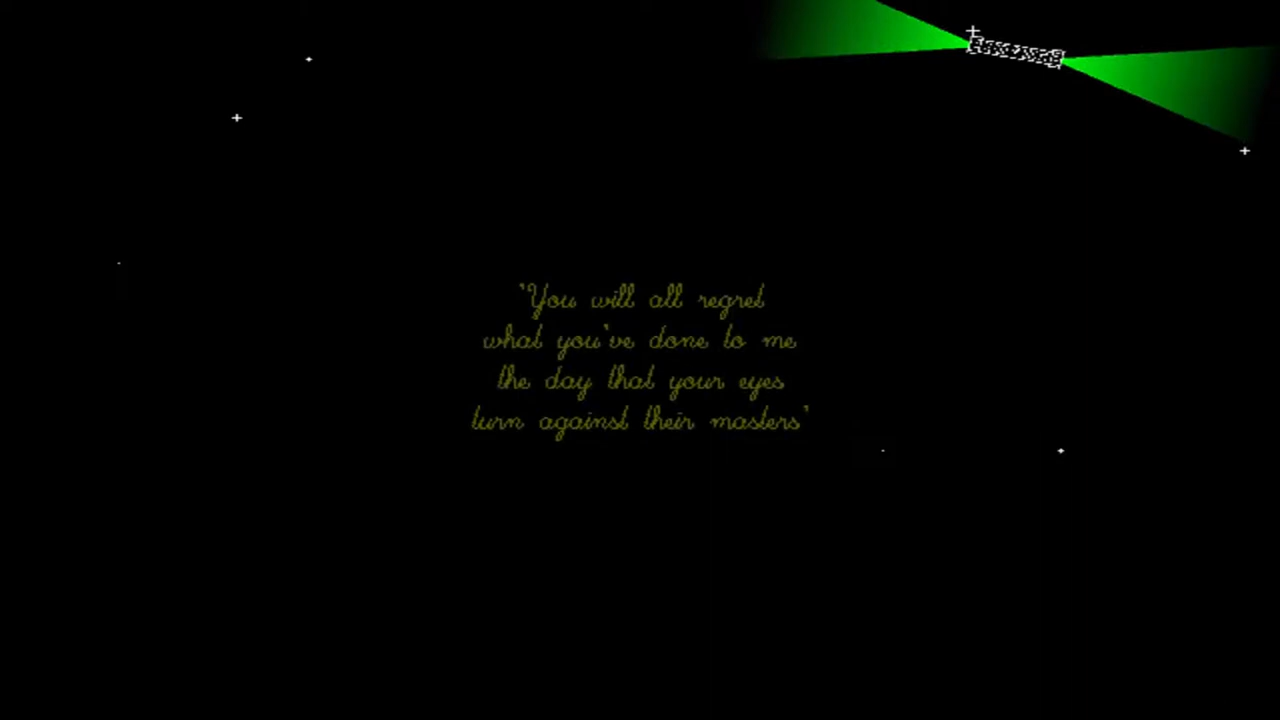 'You will all regret
what you've done to me
the day that your eyes
turn against their masters'